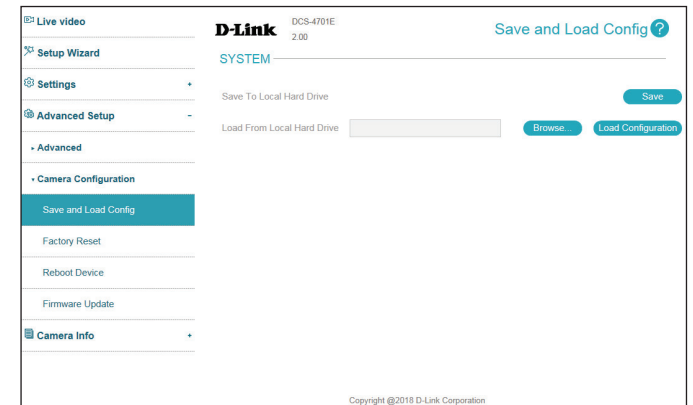 Live video
Setup Wizard
Settings +
Advanced Setup -
Advanced
Camera Configuration
Save and Load Config
Factory Reset
Reboot Device
Firmware Update
Camera Info +
D-Link DCS-4701E
2.00
Save and Load Config ?
SYSTEM
Save To Local Hard Drive Save
Load From Local Hard Drive Browse... Load Configuration
Copyright @2018 D-Link Corporation